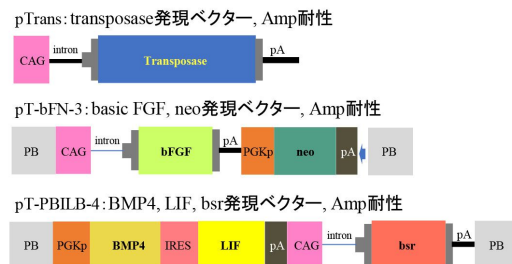 pTrans:transposase発現ベクター, Amp耐性
CAG intron Transposase pA
pT-bFN-3:basic FGF, neo発現ベクター, Amp耐性
PB CAG intron bFGF pA PGKp neo pA PB
pT-PBILB-4:BMP4, LIF, bsr発現ベクター, Amp耐性
PB PGKp BMP4 IRES LIF pA CAG intron bsr pA PB